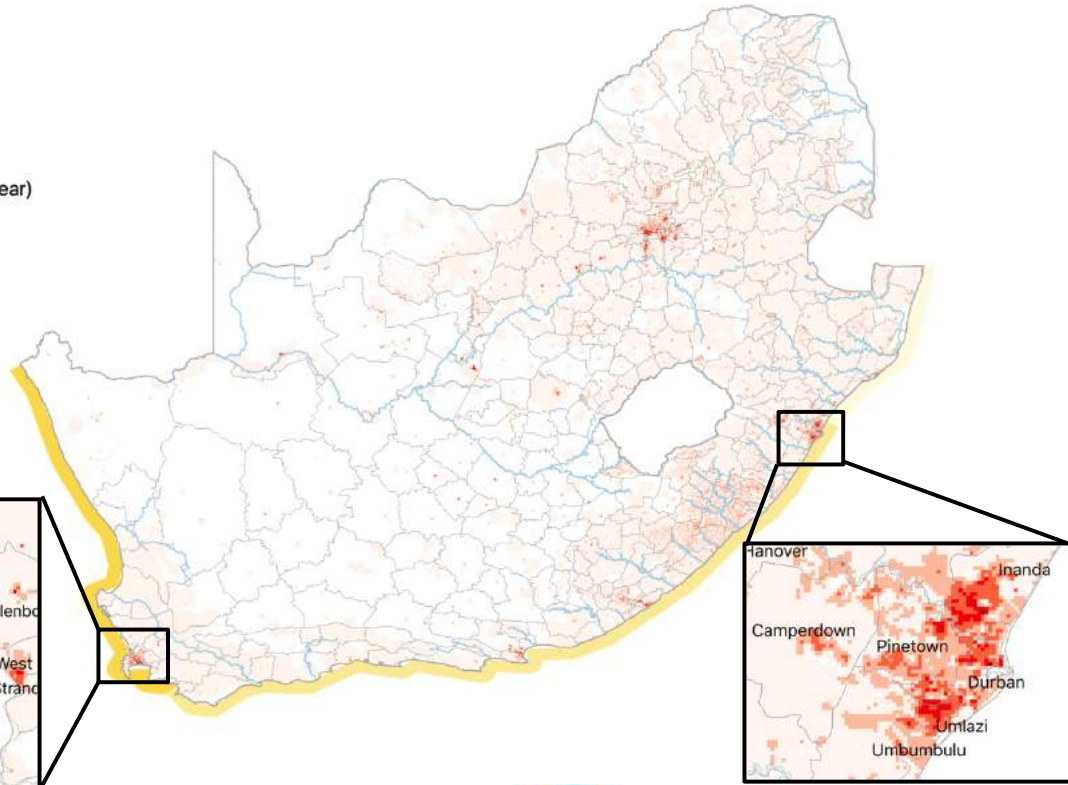 ear)
lenbo
West
Strand
Hanover
Inanda
Camperdown
Pinetown
Durban
Umlazi
Umbumbulu